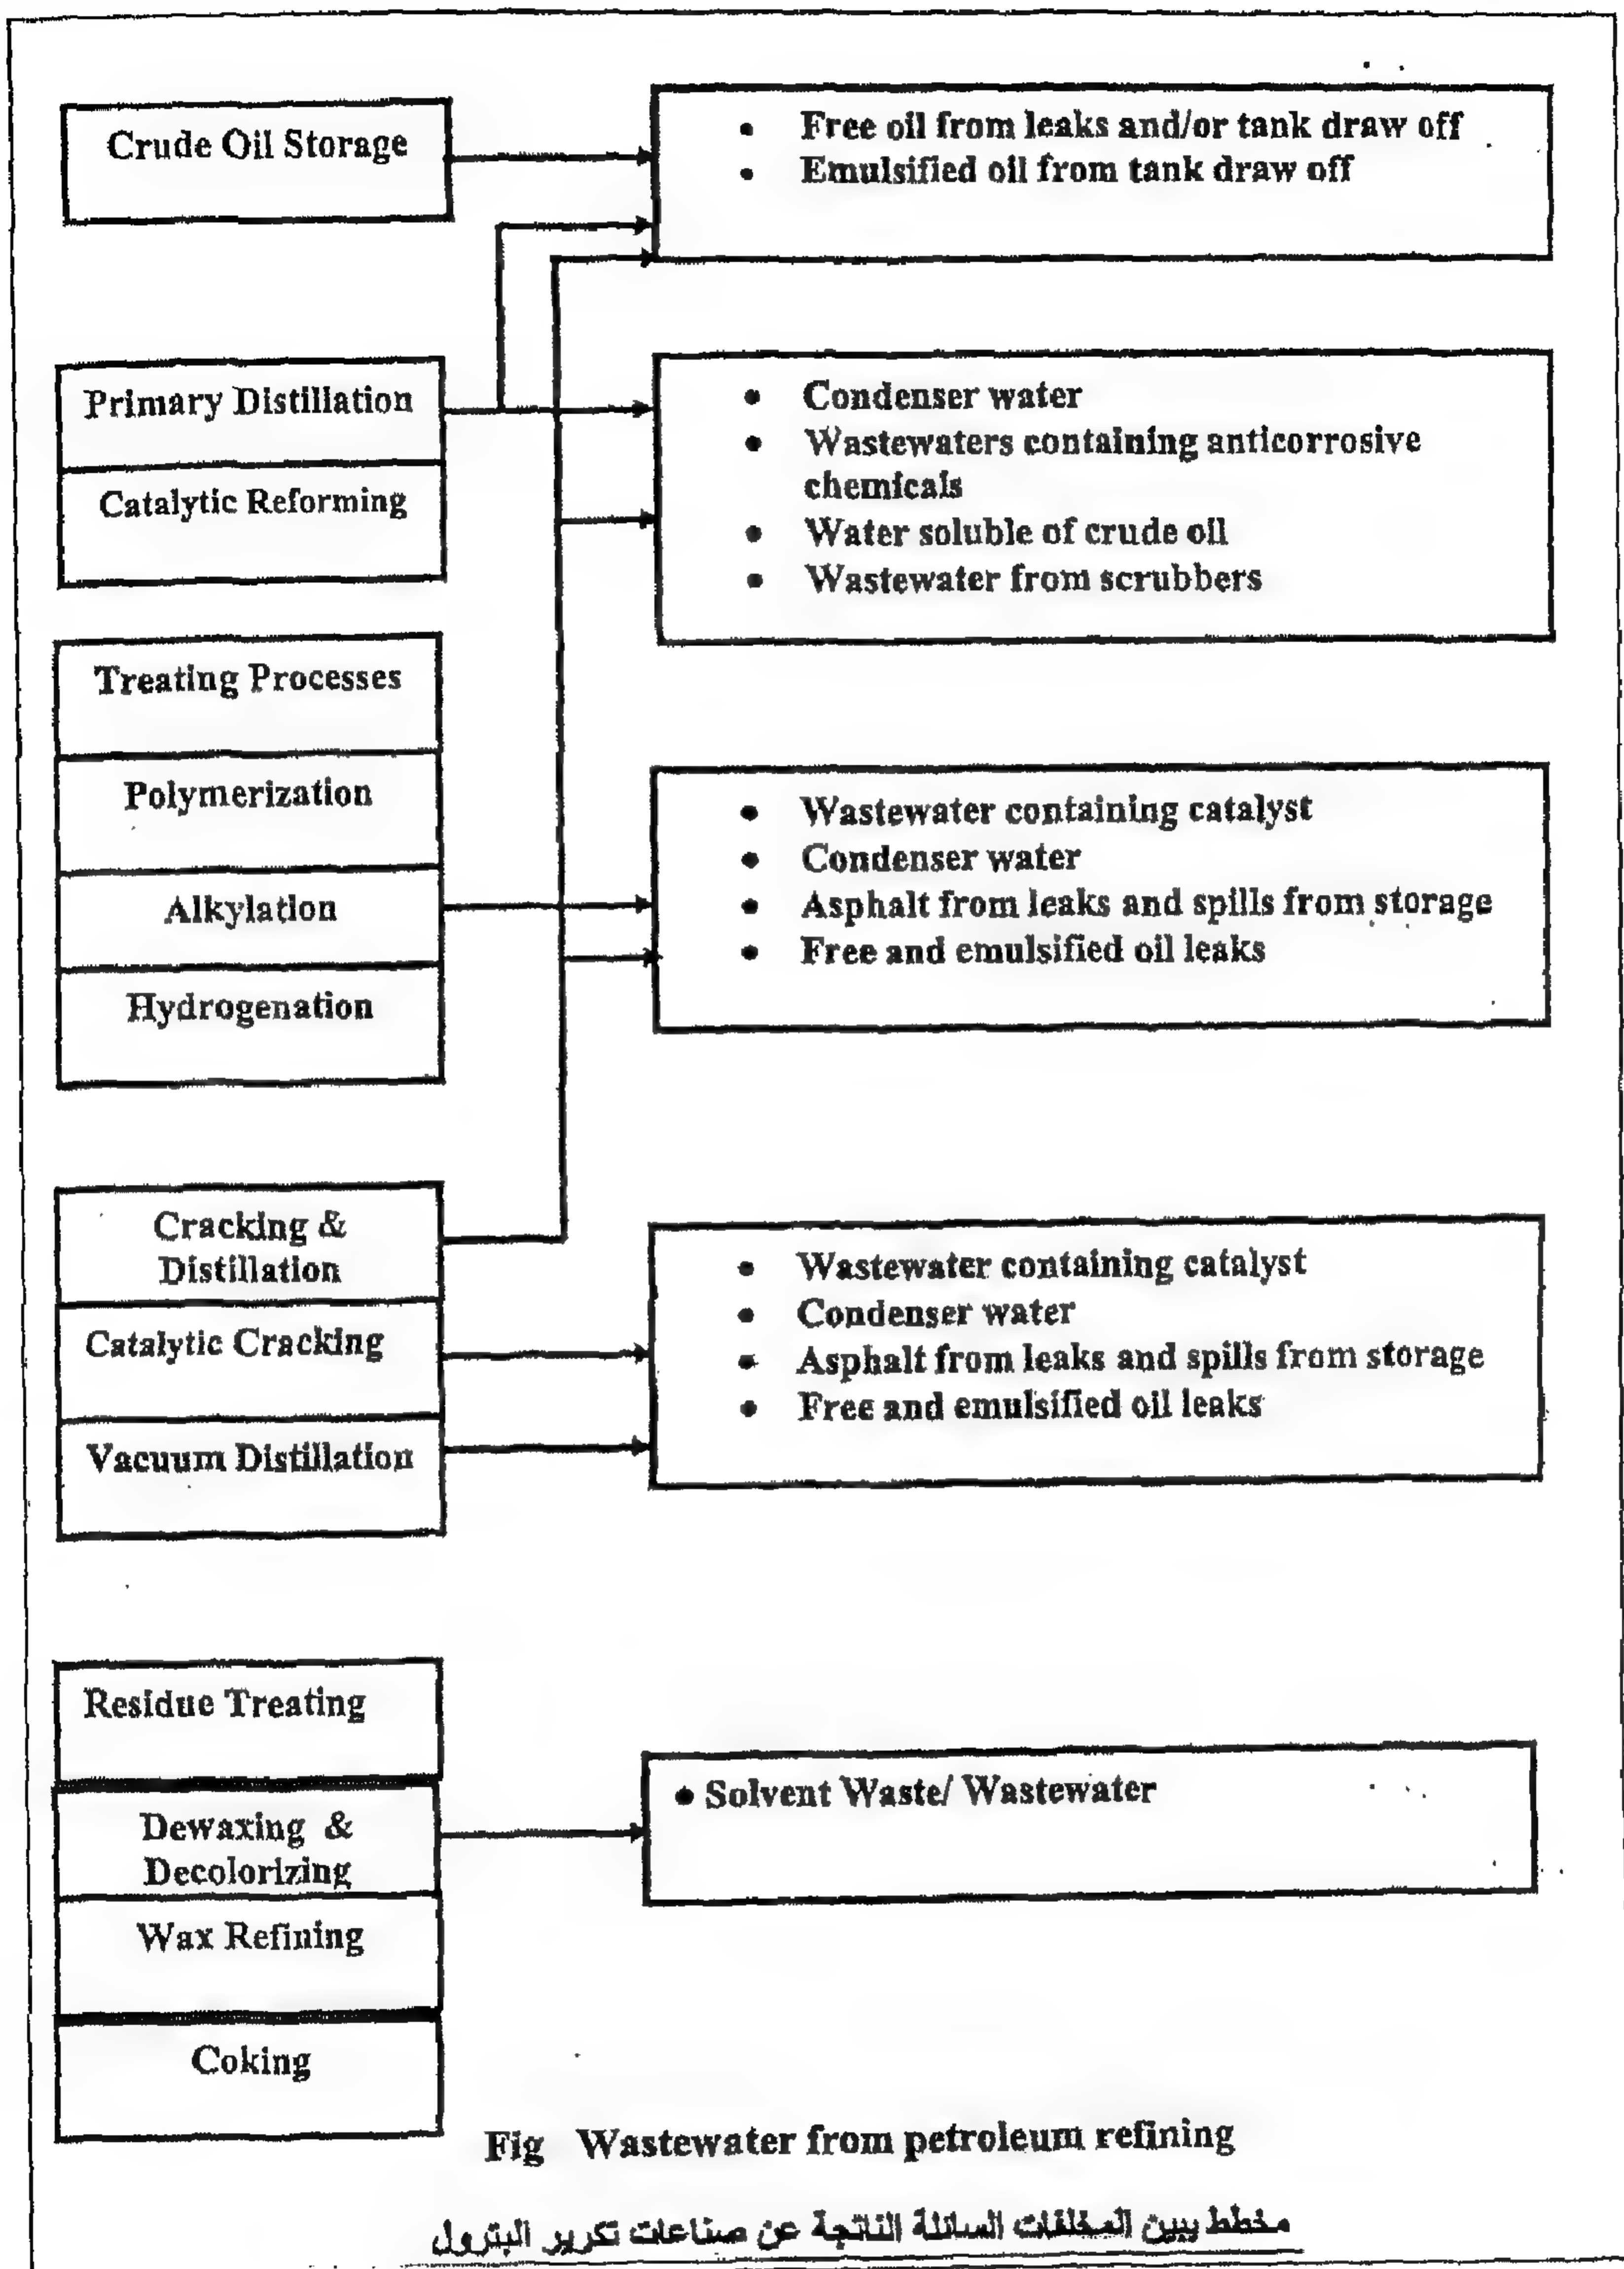 Crude Oil Storage
• Free oil from leaks and/or tank draw off
• Emulsified oil from tank draw off
Primary Distillation
Catalytic Reforming
• Condenser water
• Wastewaters containing anticorrosive
chemicals
• Water soluble of crude oil
• Wastewater from scrubbers
Treating Processes
Polymerization
Alkylation
Hydrogenation
• Wastewater containing catalyst
• Condenser water
• Asphalt from leaks and spills from storage
• Free and emulsified oil leaks
Cracking &
Distillation
Catalytic Cracking
Vacuum Distillation
• Wastewater containing catalyst
• Condenser water
• Asphalt from leaks and spills from storage
• Free and emulsified oil leaks
Residue Treating
Dewaxing &
Decolorizing
Wax Refining
Coking
• Solvent Waste/ Wastewater
Fig Wastewater from petroleum refining
مخطط يبين المخلفات السائلة الناتجة عن صناعات تكرير البترول